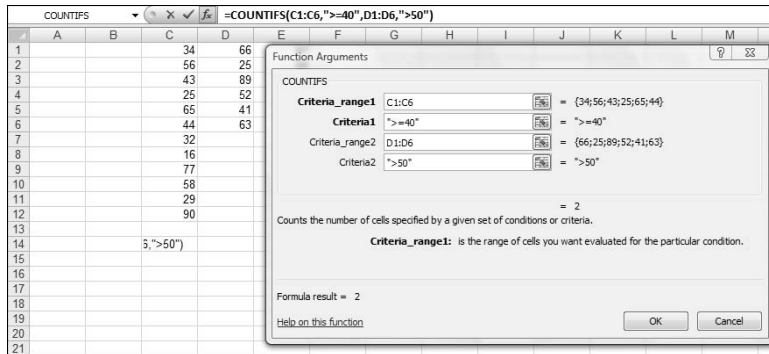 COUNTIFS =COUNTIFS(C1:C6,">=40",D1:D6,">50")
A B C D E F G H I J K L M
1 34 66
2 56 25
3 43 89
4 25 52
5 65 41
6 44 63
7 32
8 16
9 77
10 58
11 29
12 90
13
14 6,">50")
15
16
17
18
19
20
21
Function Arguments
COUNTIFS
Criteria_range1 C1:C6 = {34;56;43;25;65;44}
Criteria1 ">=40" = ">=40"
Criteria_range2 D1:D6 = {66;25;89;52;41;63}
Criteria2 ">50" = ">50"
= 2
Counts the number of cells specified by a given set of conditions or criteria.
Criteria_range1: is the range of cells you want evaluated for the particular condition.
Formula result = 2
Help on this function OK Cancel